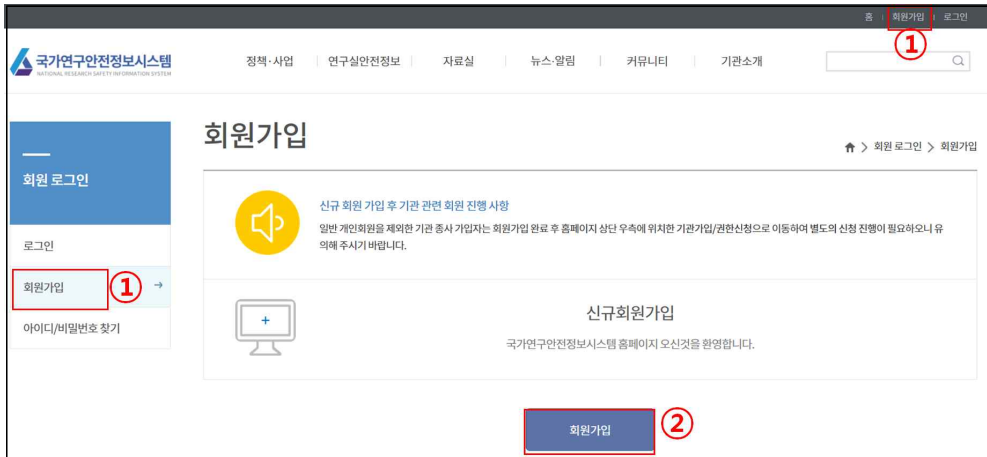 홈 회원가입 로그인
①
국가연구안전정보시스템
NATIONAL RESEARCH SAFETY INFORMATION SYSTEM
정책·사업 연구실안전정보 자료실 뉴스·알림 커뮤니티 기관소개
회원 로그인
로그인
회원가입 ①
아이디/비밀번호 찾기
회원가입
회원 로그인 > 회원가입
신규 회원 가입 후 기관 관련 회원 진행 사항
일반 개인회원을 제외한 기관 종사 가입자는 회원가입 완료 후 홈페이지 상단 우측에 위치한 기관가입/권한신청으로 이동하여 별도의 신청 진행이 필요하오니 유
의해 주시기 바랍니다.
신규회원가입
국가연구안전정보시스템 홈페이지 오신것을 환영합니다.
회원가입 ②